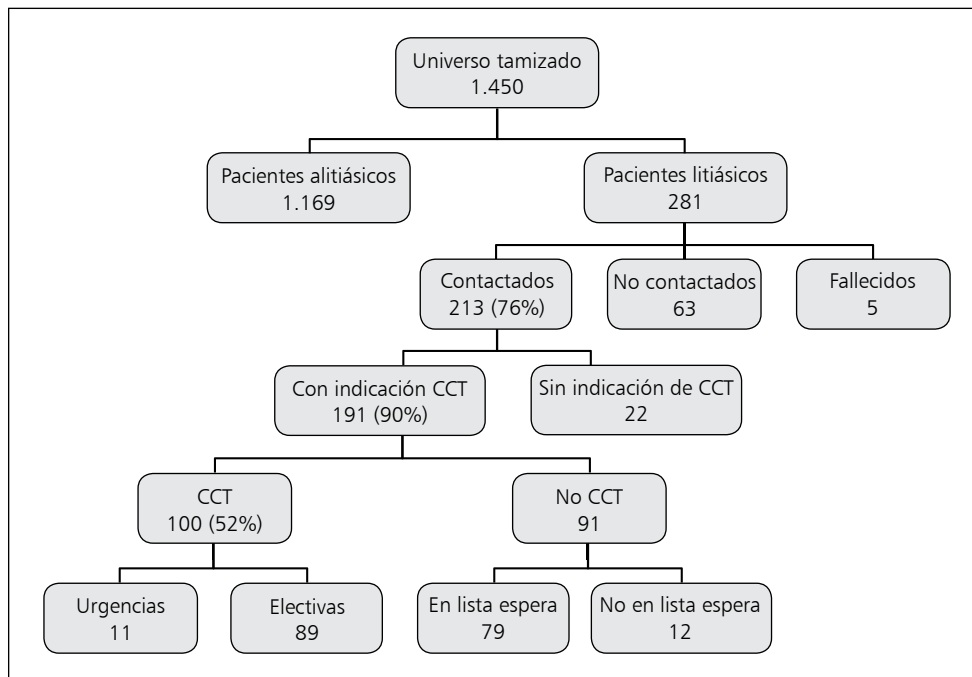 Universo tamizado
1.450
Pacientes alitiásicos
1.169
Pacientes litiásicos
281
Contactados
213 (76%)
No contactados
63
Fallecidos
5
Con indicación CCT
191 (90%)
Sin indicación de CCT
22
CCT
100 (52%)
No CCT
91
Urgencias
11
Electivas
89
En lista espera
79
No en lista espera
12